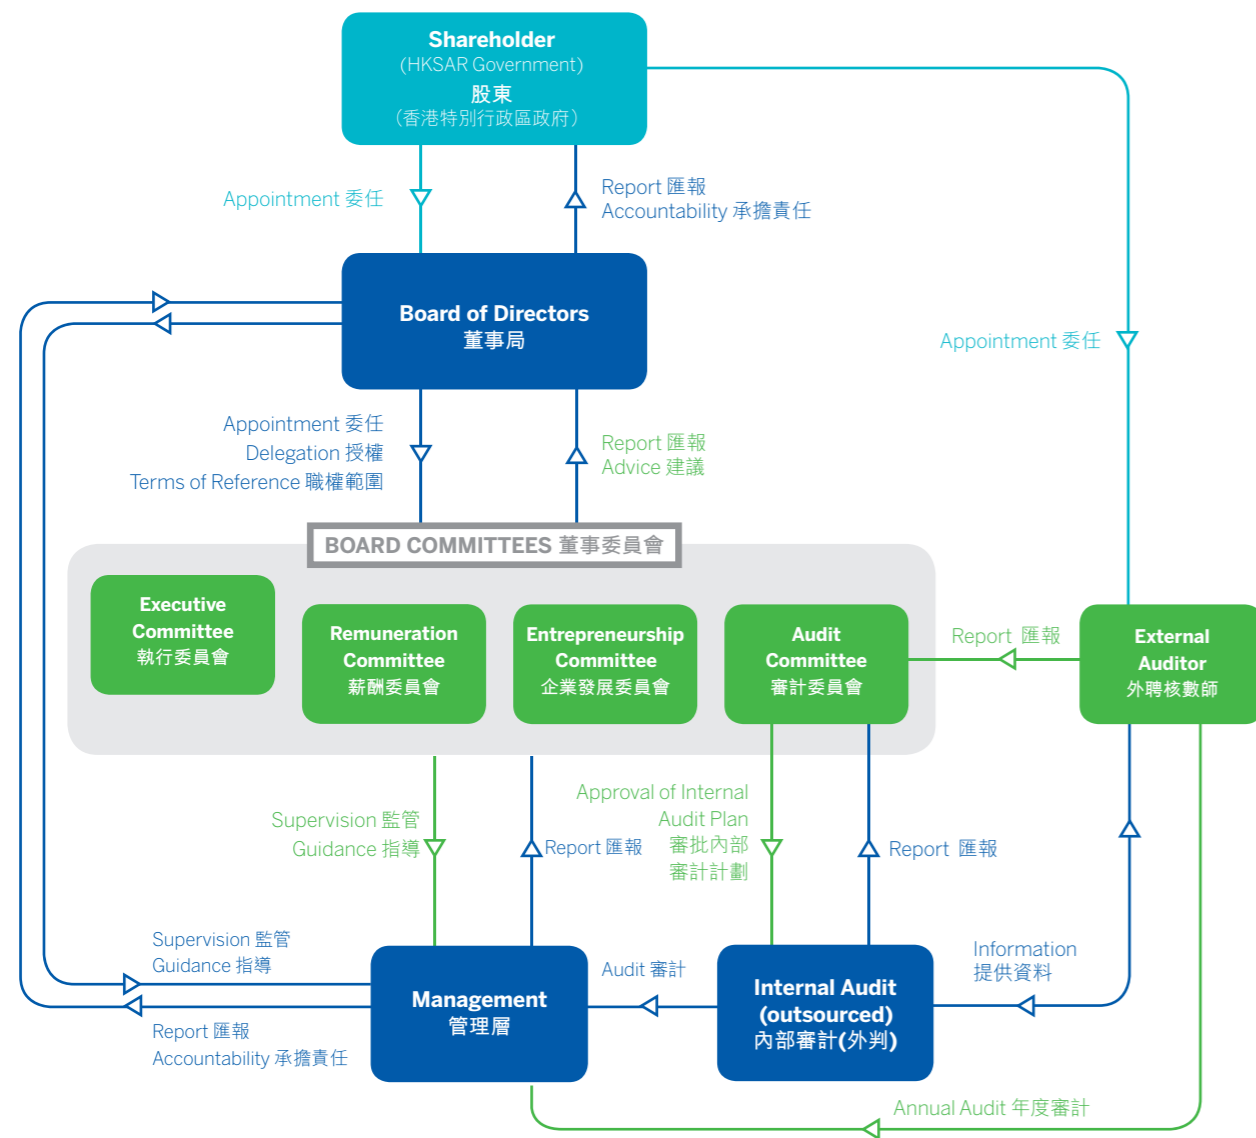 Shareholder
(HKSAR Government)
股東
（香港特別行政區政府）
Appointment 委任
Report 匯報
Accountability 承擔責任
Board of Directors
董事局
Appointment 委任
Appointment 委任
Delegation 授權
Terms of Reference 職權範圍
Report 匯報
Advice 建議
BOARD COMMITTEES 董事委員會
Executive
Committee
執行委員會
Remuneration
Committee
薪酬委員會
Entrepreneurship
Committee
企業發展委員會
Audit
Committee
審計委員會
Report 匯報
External
Auditor
外聘核數師
Supervision 監管
Guidance 指導
Report 匯報
Approval of Internal
Audit Plan
審批內部
審計計劃
Report 匯報
Supervision 監管
Guidance 指導
Report 匯報
Accountability 承擔責任
Management
管理層
Audit 審計
Internal Audit
(outsourced)
內部審計(外判)
Information
提供資料
Annual Audit 年度審計